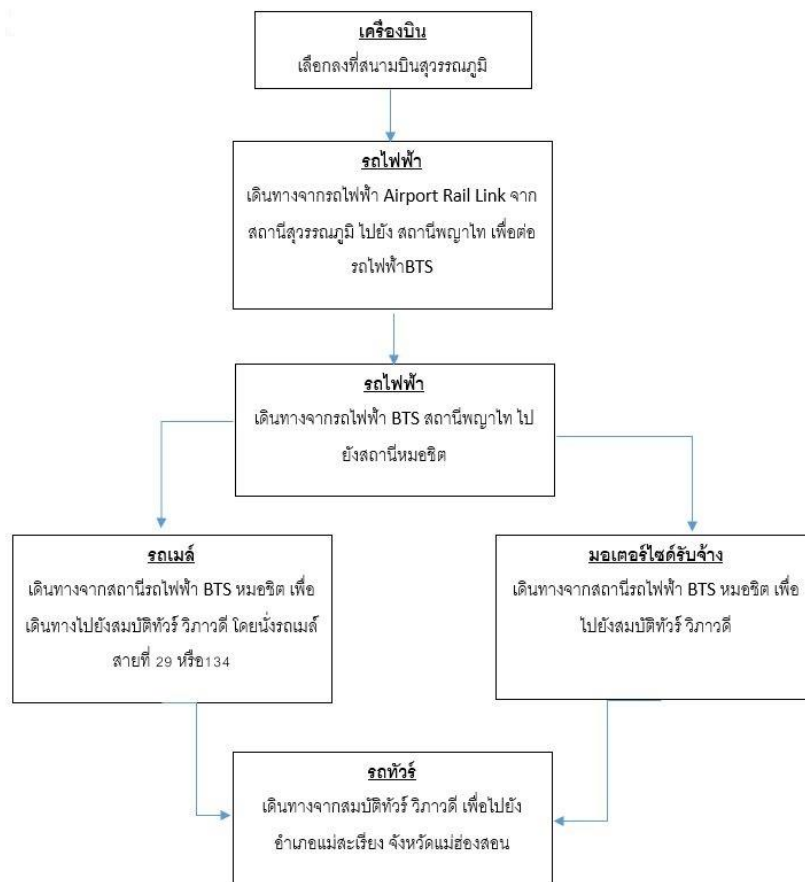 เครื่องบิน
เลือกลงที่สนามบินสุวรรณภูมิ
รถไฟฟ้า
เดินทางจากรถไฟฟ้า Airport Rail Link จาก
สถานีสุวรรณภูมิ ไปยัง สถานีพญาไท เพื่อต่อ
รถไฟฟ้าBTS
รถไฟฟ้า
เดินทางจากรถไฟฟ้า BTS สถานีพญาไท ไป
ยังสถานีหมอชิต
รถเมล์
เดินทางจากสถานีรถไฟฟ้า BTS หมอชิต เพื่อ
เดินทางไปยังสมบัติทัวร์ วิภาวดี โดยนั่งรถเมล์
สายที่ 29 หรือ134
มอเตอร์ไซด์รับจ้าง
เดินทางจากสถานีรถไฟฟ้า BTS หมอชิต เพื่อ
ไปยังสมบัติทัวร์ วิภาวดี
รถทัวร์
เดินทางจากสมบัติทัวร์ วิภาวดี เพื่อไปยัง
อำเภอแม่สะเรียง จังหวัดแม่ฮ่องสอน